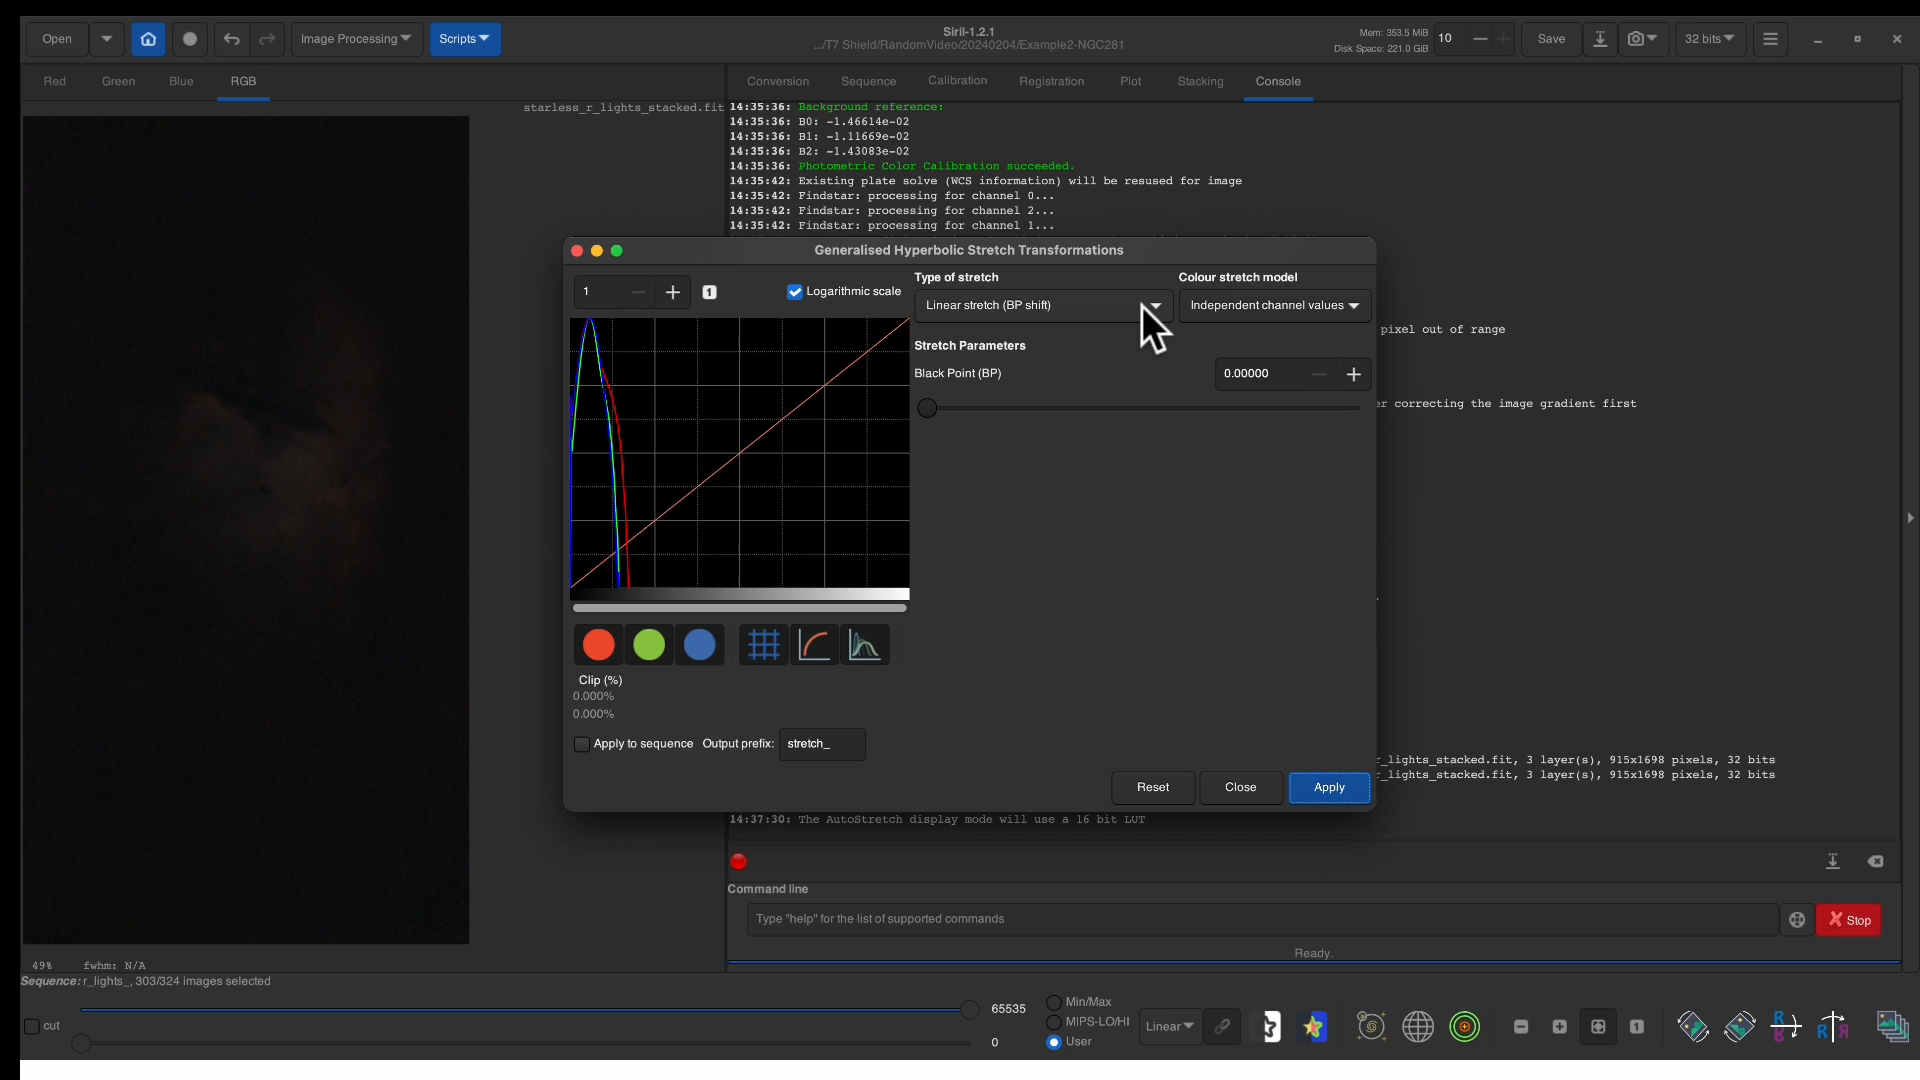 Open
Image Processing
Scripts
Siril-1.2.1
.../T7 Shield/RandomVideo/20240204/Example2-NGC281
Mem: 353.5 MiB
Disk Space: 221.0 GiB
10
Save
32 bits
Red
Green
Blue
RGB
Conversion
Sequence
Calibration
Registration
Plot
Stacking
Console
starless_r_lights_stacked.fit
14:35:36: Background reference:
14:35:36: B0: -1.46614e-02
14:35:36: B1: -1.11669e-02
14:35:36: B2: -1.43083e-02
14:35:36: Photometric Color Calibration succeeded.
14:35:42: Existing plate solve (WCS information) will be resused for image
14:35:42: Findstar: processing for channel 0...
14:35:42: Findstar: processing for channel 2...
14:35:42: Findstar: processing for channel 1...
Generalised Hyperbolic Stretch Transformations
1
1
Logarithmic scale
Type of stretch
Linear stretch (BP shift)
Colour stretch model
Independent channel values
Stretch Parameters
Black Point (BP)
0.00000
pixel out of range
er correcting the image gradient first
Clip (%)
0.000%
0.000%
Apply to sequence
Output prefix:
stretch_
Reset
Close
Apply
r_lights_stacked.fit, 3 layer(s), 915x1698 pixels, 32 bits
r_lights_stacked.fit, 3 layer(s), 915x1698 pixels, 32 bits
14:37:30: The AutoStretch display mode will use a 16 bit LUT
Command line
Type "help" for the list of supported commands
Stop
Ready.
49%
fwhm: N/A
Sequence: r_lights_, 303/324 images selected
cut
65535
0
Min/Max
MIPS-LO/HI
User
Linear
1
R
R
R
R